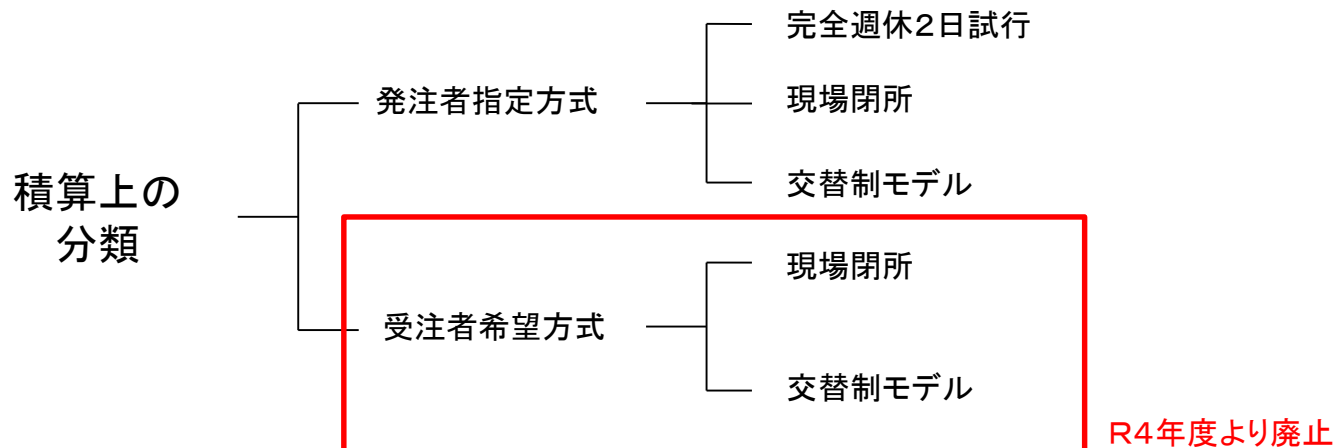 積算上の
分類
発注者指定方式
完全週休2日試行
現場閉所
交替制モデル
受注者希望方式
現場閉所
交替制モデル
R4年度より廃止